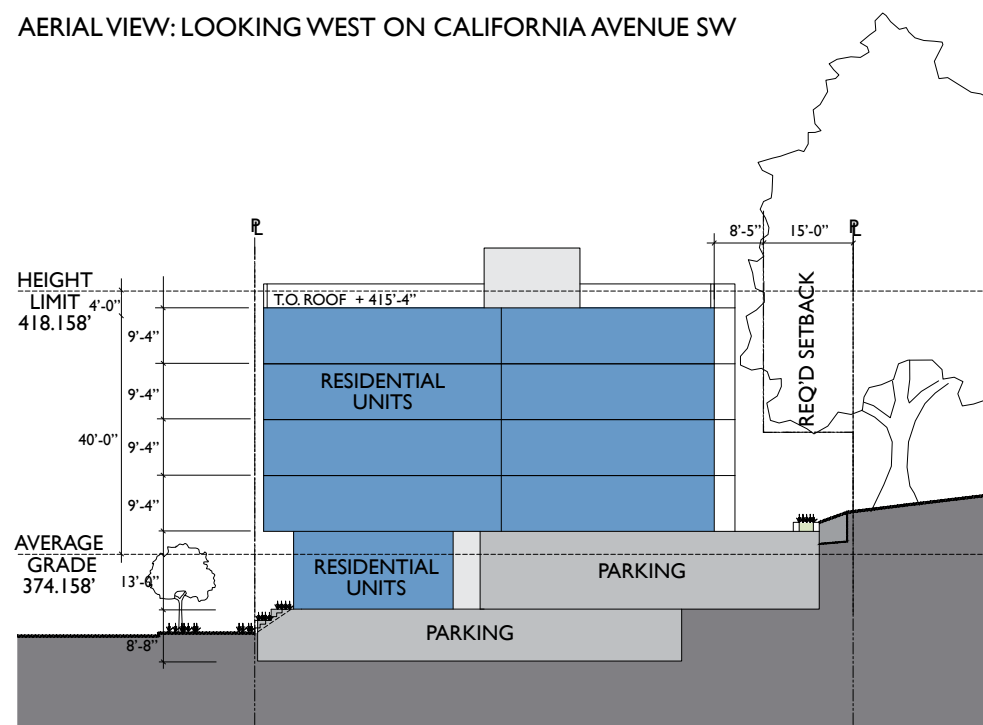 AERIAL VIEW: LOOKING WEST ON CALIFORNIA AVENUE SW
PL
PL
8'-5"
15'-0"
HEIGHT
LIMIT
418.158'
4'-0"
T.O. ROOF + 415'-4"
9'-4"
RESIDENTIAL
UNITS
REQ'D SETBACK
9'-4"
40'-0"
9'-4"
9'-4"
AVERAGE
GRADE
374.158'
13'-0"
RESIDENTIAL
UNITS
PARKING
PARKING
8'-8"